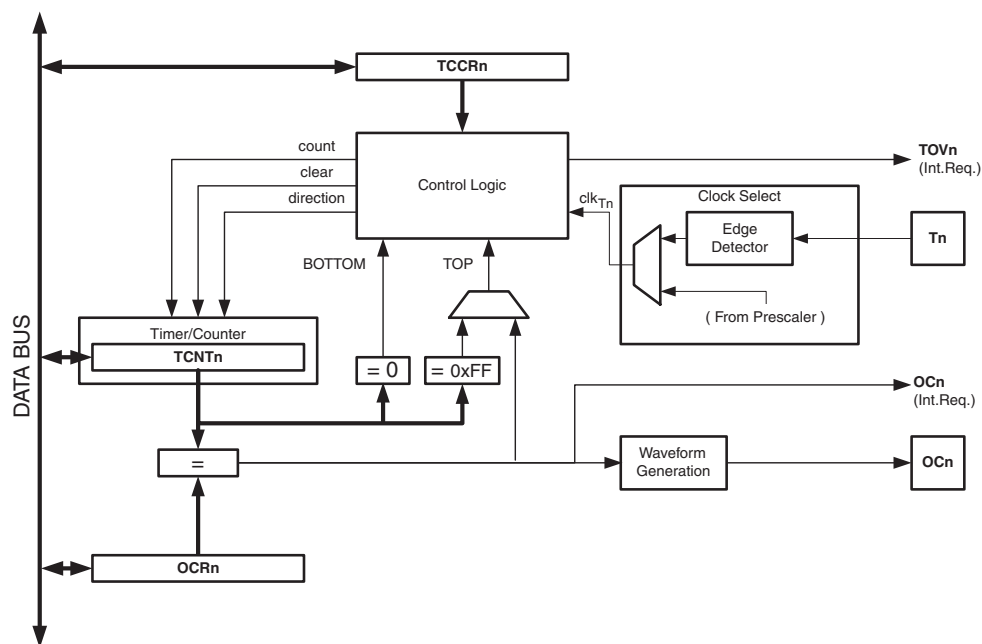 TCCRn
count
clear
direction
Control Logic
TOVn
(Int.Req.)
clkTn
Clock Select
Edge
Detector
Tn
( From Prescaler )
BOTTOM
TOP
Timer/Counter
TCNTn
= 0
= 0xFF
DATA BUS
OCn
(Int.Req.)
=
Waveform
Generation
OCn
OCRn